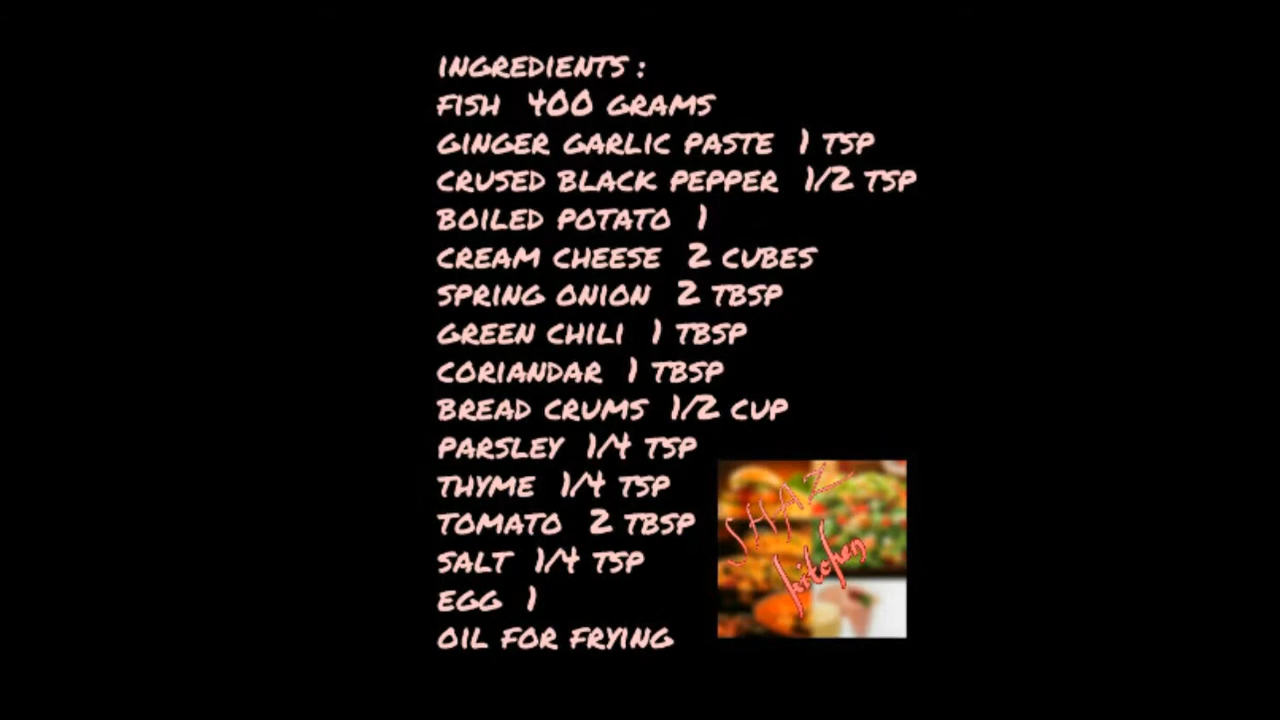 INGREDIENTS :
FISH 400 GRAMS
GINGER GARLIC PASTE 1 TSP
CRUSED BLACK PEPPER 1/2 TSP
BOILED POTATO 1
CREAM CHEESE 2 CUBES
SPRING ONION 2 TBSP
GREEN CHILI 1 TBSP
CORIANDAR 1 TBSP
BREAD CRUMS 1/2 CUP
PARSLEY 1/4 TSP
THYME 1/4 TSP
TOMATO 2 TBSP
SALT 1/4 TSP
EGG 1
OIL FOR FRYING
SHAZ
kitchen